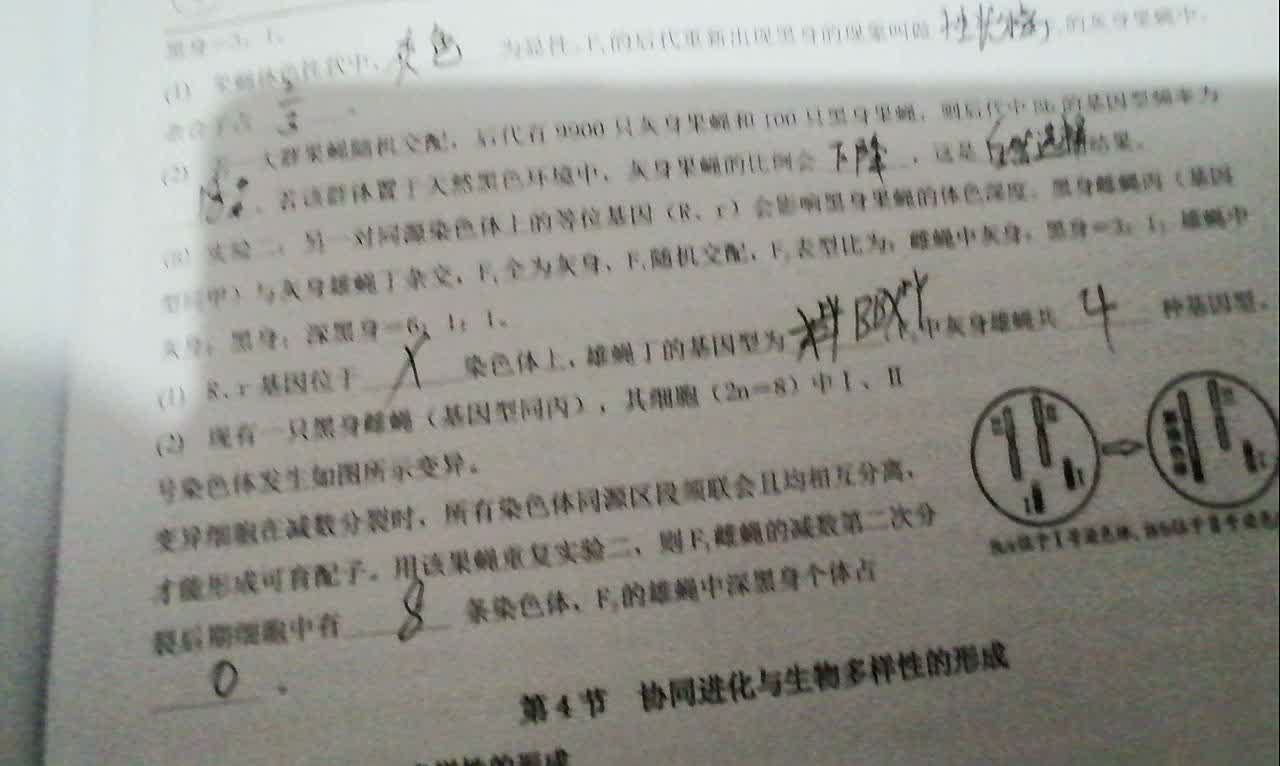 黑身=3:1。
(1) 果蝇体色性状中，灰色 为显性。F₁的后代重新出现黑身的现象叫做 性状分离 的灰身果蝇中，
杂合子占 2/3 。
(2) 若 大群果蝇随机交配，后代有9900只灰身果蝇和100只黑身果蝇，则后代中Bb的基因型频率为
。若该群体置于天然黑色环境中，灰身果蝇的比例会 下降 ，这是 自然选择 结果。
实验二：另一对同源染色体上的等位基因（R、r）会影响黑身果蝇的体色深度。黑身雌蝇丙（基因
型同甲）与灰身雄蝇丁杂交，F₁全为灰身，F₁随机交配，F₂表型比为：雌蝇中灰身：黑身=3：1；雄蝇中
灰身：黑身：深黑身=6：1：1。
(1) R、r基因位于 X 染色体上，雄蝇丁的基因型为 BBXʳY 中灰身雄蝇共 4 种基因型。
(2) 现有一只黑身雌蝇（基因型同丙），其细胞（2n=8）中Ⅰ、Ⅱ
号染色体发生如图所示变异。
变异细胞在减数分裂时，所有染色体同源区段须联会且均相互分离，
才能形成可育配子。用该果蝇重复实验二，则F₁雌蝇的减数第二次分
裂后期细胞中有 8 条染色体，F₂的雄蝇中深黑身个体占
0 。
第4节 协同进化与生物多样性的形成